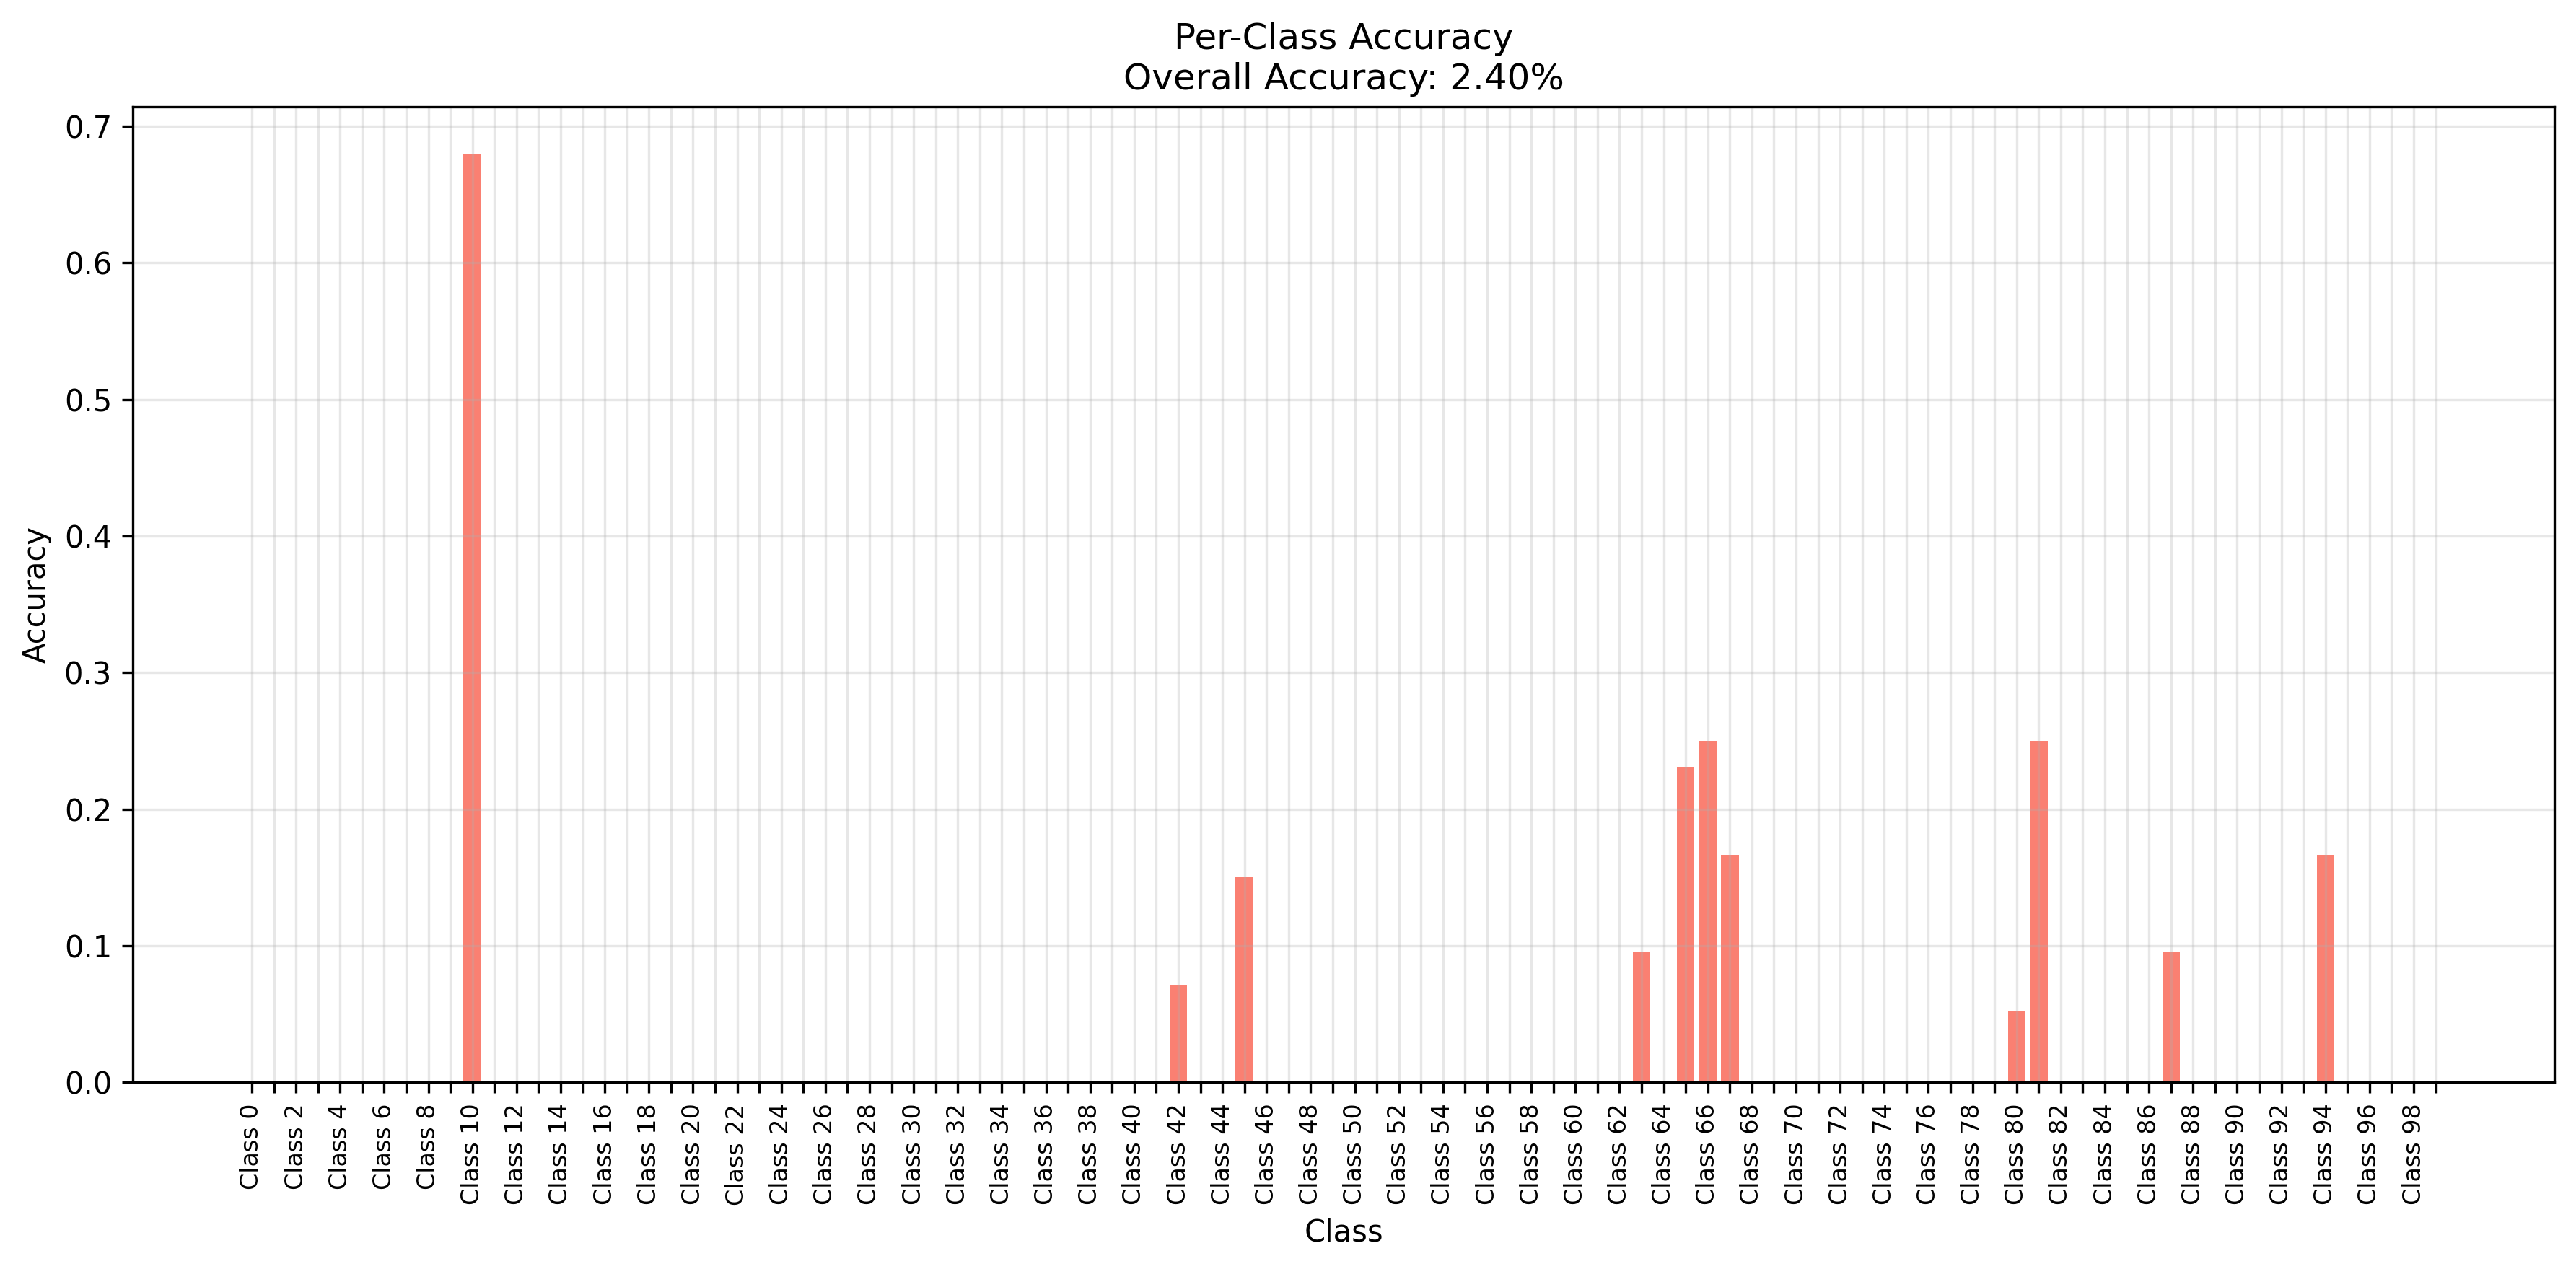 Per-Class Accuracy
Overall Accuracy: 2.40%
Accuracy
0.7
0.6
0.5
0.4
0.3
0.2
0.1
0.0
Class 0
Class 2
Class 4
Class 6
Class 8
Class 10
Class 12
Class 14
Class 16
Class 18
Class 20
Class 22
Class 24
Class 26
Class 28
Class 30
Class 32
Class 34
Class 36
Class 38
Class 40
Class 42
Class 44
Class 46
Class 48
Class 50
Class 52
Class 54
Class 56
Class 58
Class 60
Class 62
Class 64
Class 66
Class 68
Class 70
Class 72
Class 74
Class 76
Class 78
Class 80
Class 82
Class 84
Class 86
Class 88
Class 90
Class 92
Class 94
Class 96
Class 98
Class